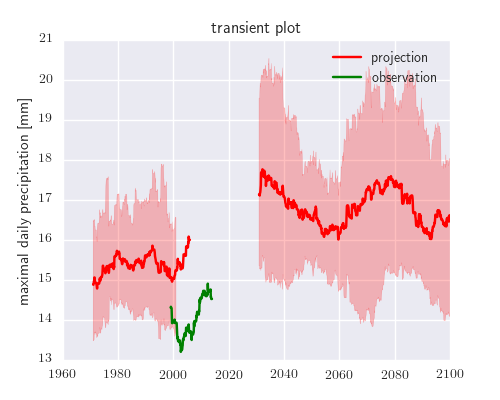 transient plot
projection
observation
maximal daily precipitation [mm]
21
20
19
18
17
16
15
14
13
1960 1980 2000 2020 2040 2060 2080 2100